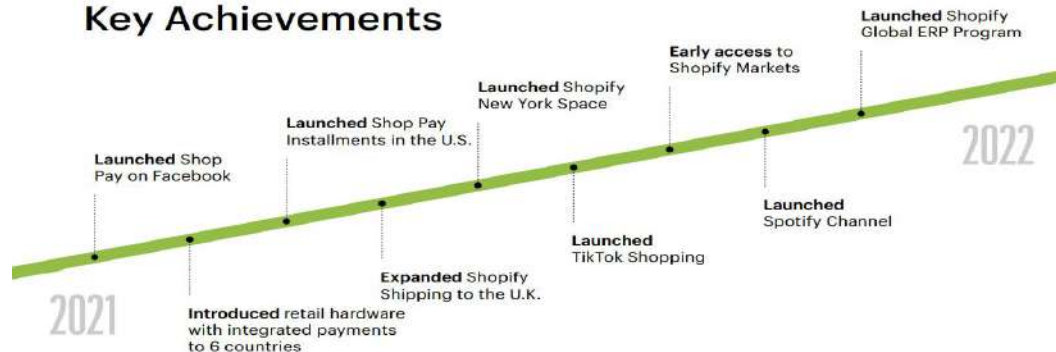 Key Achievements
Launched Shop
Pay on Facebook
Introduced retail hardware
with integrated payments
to 6 countries
Launched Shop Pay
Installments in the U.S.
Expanded Shopify
Shipping to the U.K.
Launched Shopify
New York Space
Launched
TikTok Shopping
Early access to
Shopify Markets
Launched
Spotify Channel
Launched Shopify
Global ERP Program
2021
2022